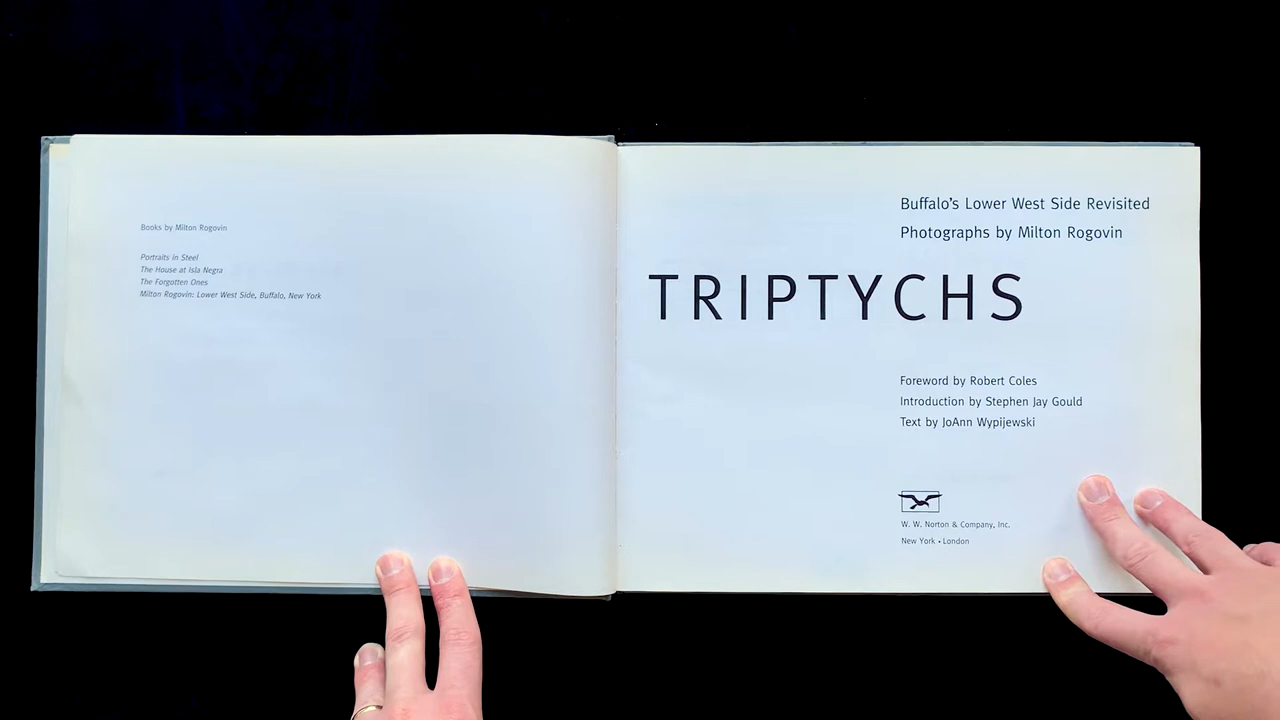 Books by Milton Rogovin
Portraits in Steel
The House at Isla Negra
The Forgotten Ones
Milton Rogovin: Lower West Side, Buffalo, New York
Buffalo’s Lower West Side Revisited
Photographs by Milton Rogovin
TRIPTYCHS
Foreword by Robert Coles
Introduction by Stephen Jay Gould
Text by JoAnn Wypijewski
W. W. Norton & Company, Inc.
New York • London